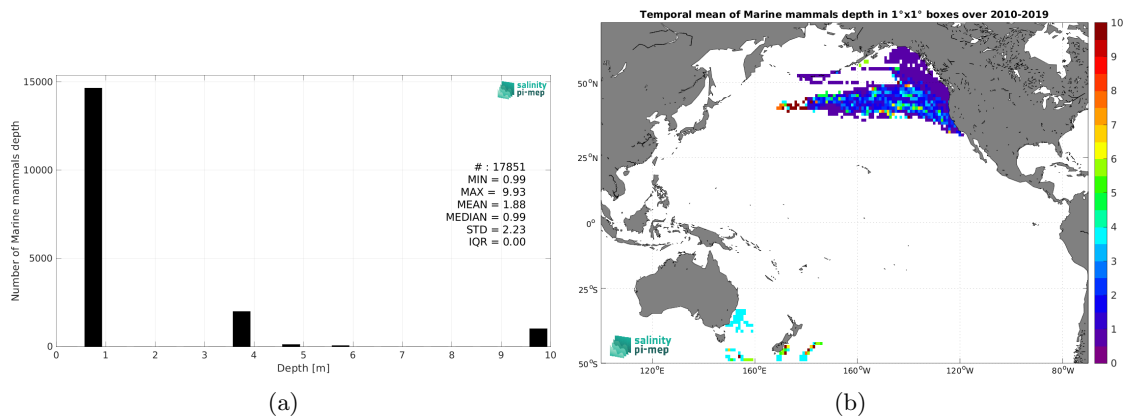 15000
10000
5000
0
Number of Marine mammals depth
salinity
pi-mep
# : 17851
MIN = 0.99
MAX = 9.93
MEAN = 1.88
MEDIAN = 0.99
STD = 2.23
IQR = 0.00
0 1 2 3 4 5 6 7 8 9 10
Depth [m]
(a)
Temporal mean of Marine mammals depth in 1°x1° boxes over 2010-2019
50°N
25°N
0°
25°S
50°S
salinity
pi-mep
120°E 160°E 160°W 120°W 80°W
10
9
8
7
6
5
4
3
2
1
0
(b)